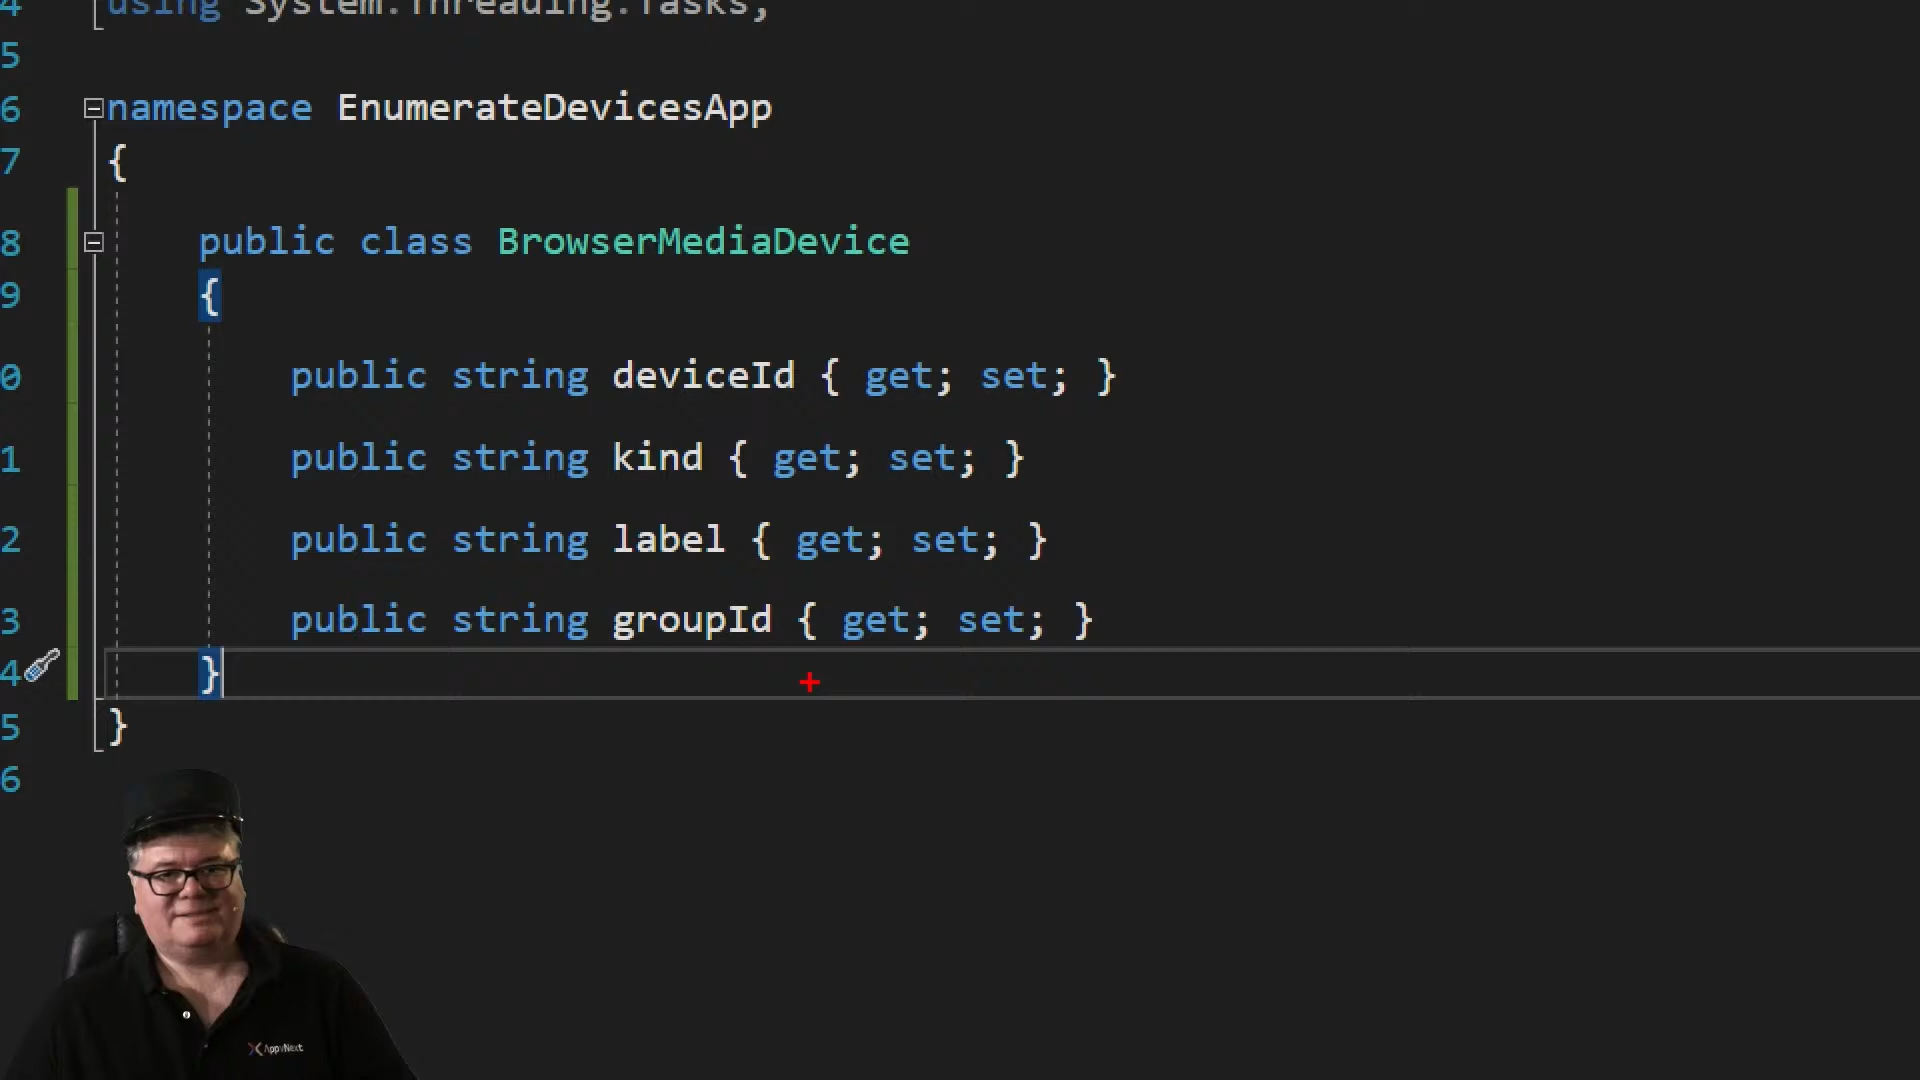 4 using System.Threading.Tasks;
5
6 namespace EnumerateDevicesApp
7 {
8 public class BrowserMediaDevice
9 {
0 public string deviceId { get; set; }
1 public string kind { get; set; }
2 public string label { get; set; }
3 public string groupId { get; set; }
4 }
5 }
6
AppvNext